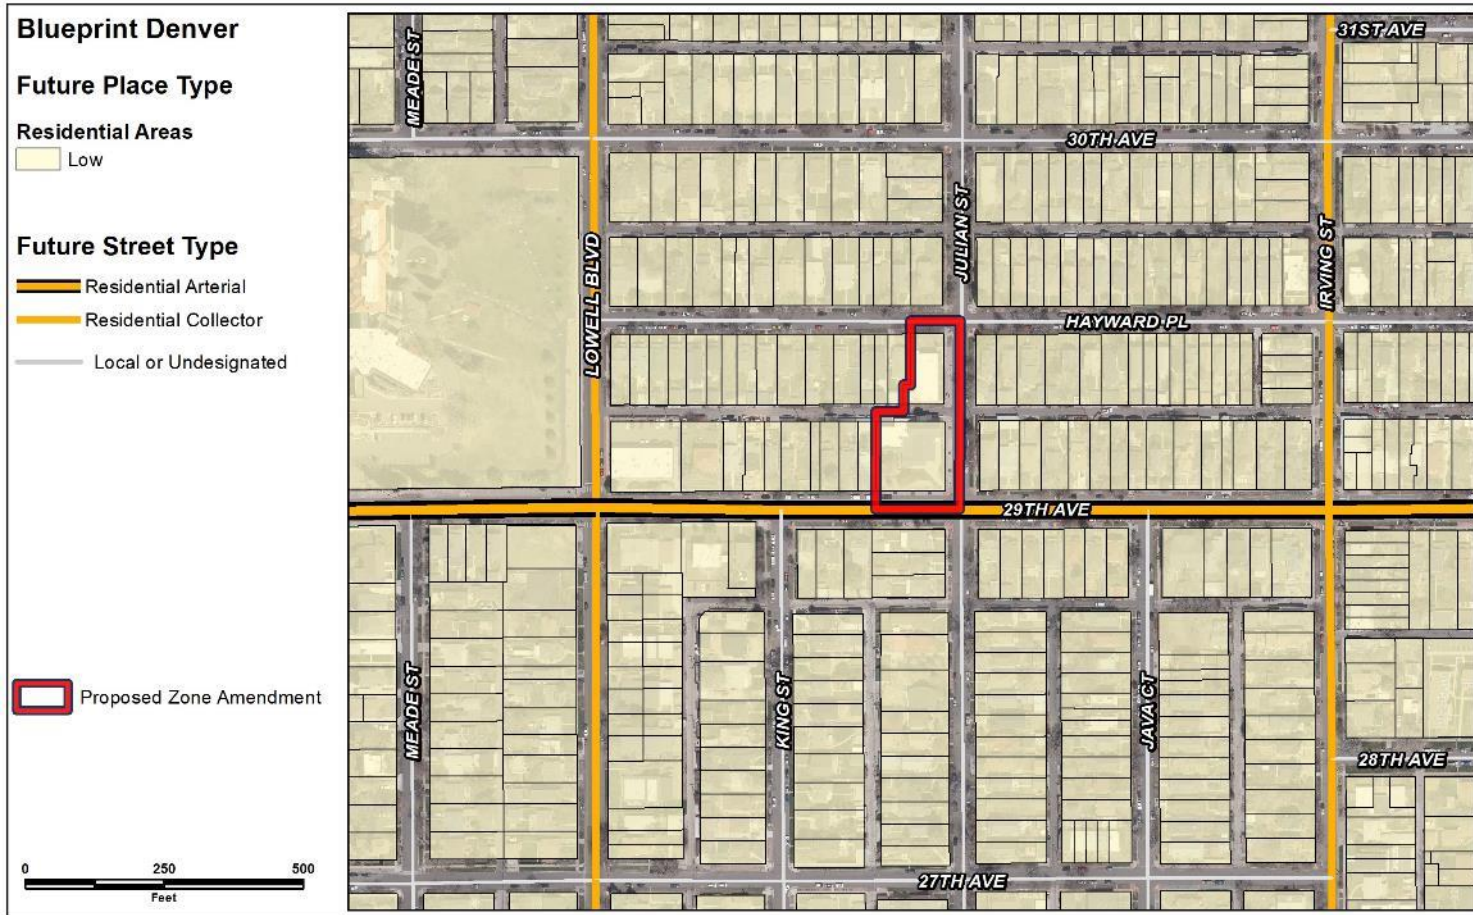 Blueprint Denver
Future Place Type
Residential Areas
Low
Future Street Type
Residential Arterial
Residential Collector
Local or Undesignated
Proposed Zone Amendment
0 250 500
Feet
MEADE ST
31ST AVE
30TH AVE
JULIAN ST
IRVING ST
LOWELL BLVD
HAYWARD PL
29TH AVE
MEADE ST
KING ST
JAVA CT
28TH AVE
27TH AVE